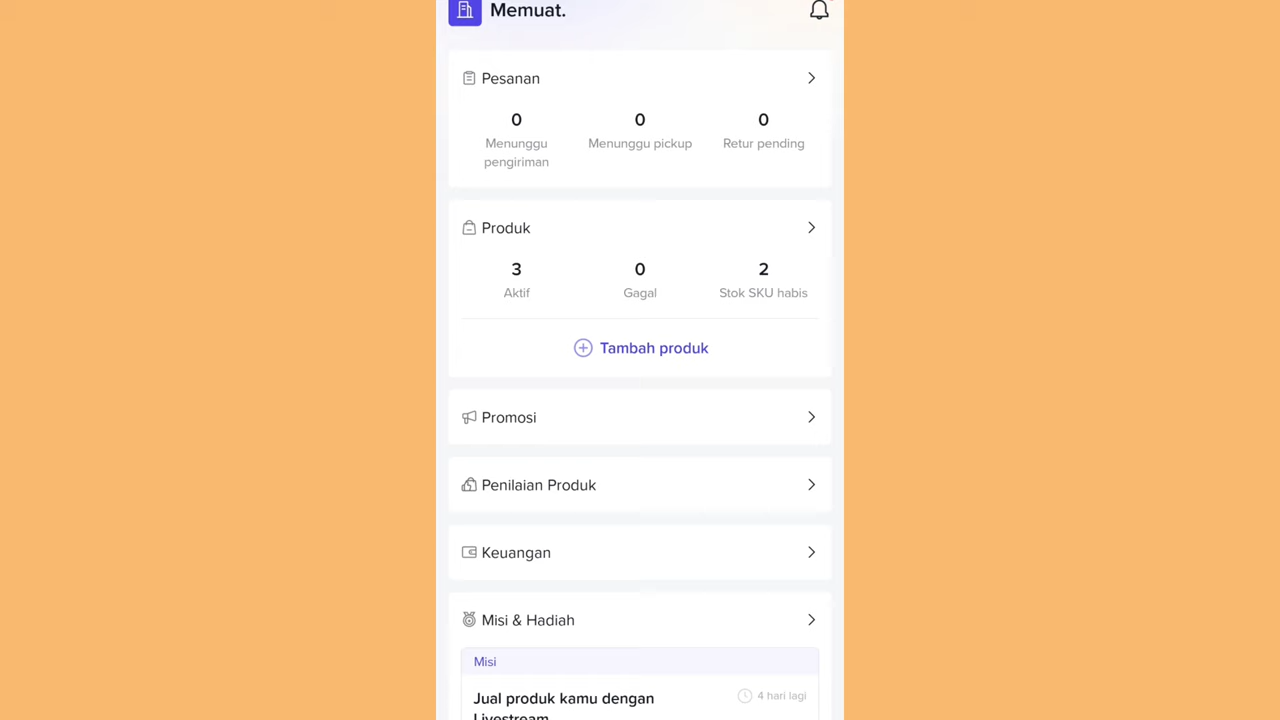 Memuat.
Pesanan
0 0 0
Menunggu pengiriman Menunggu pickup Retur pending
Produk
3 0 2
Aktif Gagal Stok SKU habis
Tambah produk
Promosi
Penilaian Produk
Keuangan
Misi & Hadiah
Misi
Jual produk kamu dengan 4 hari lagi
Livestream